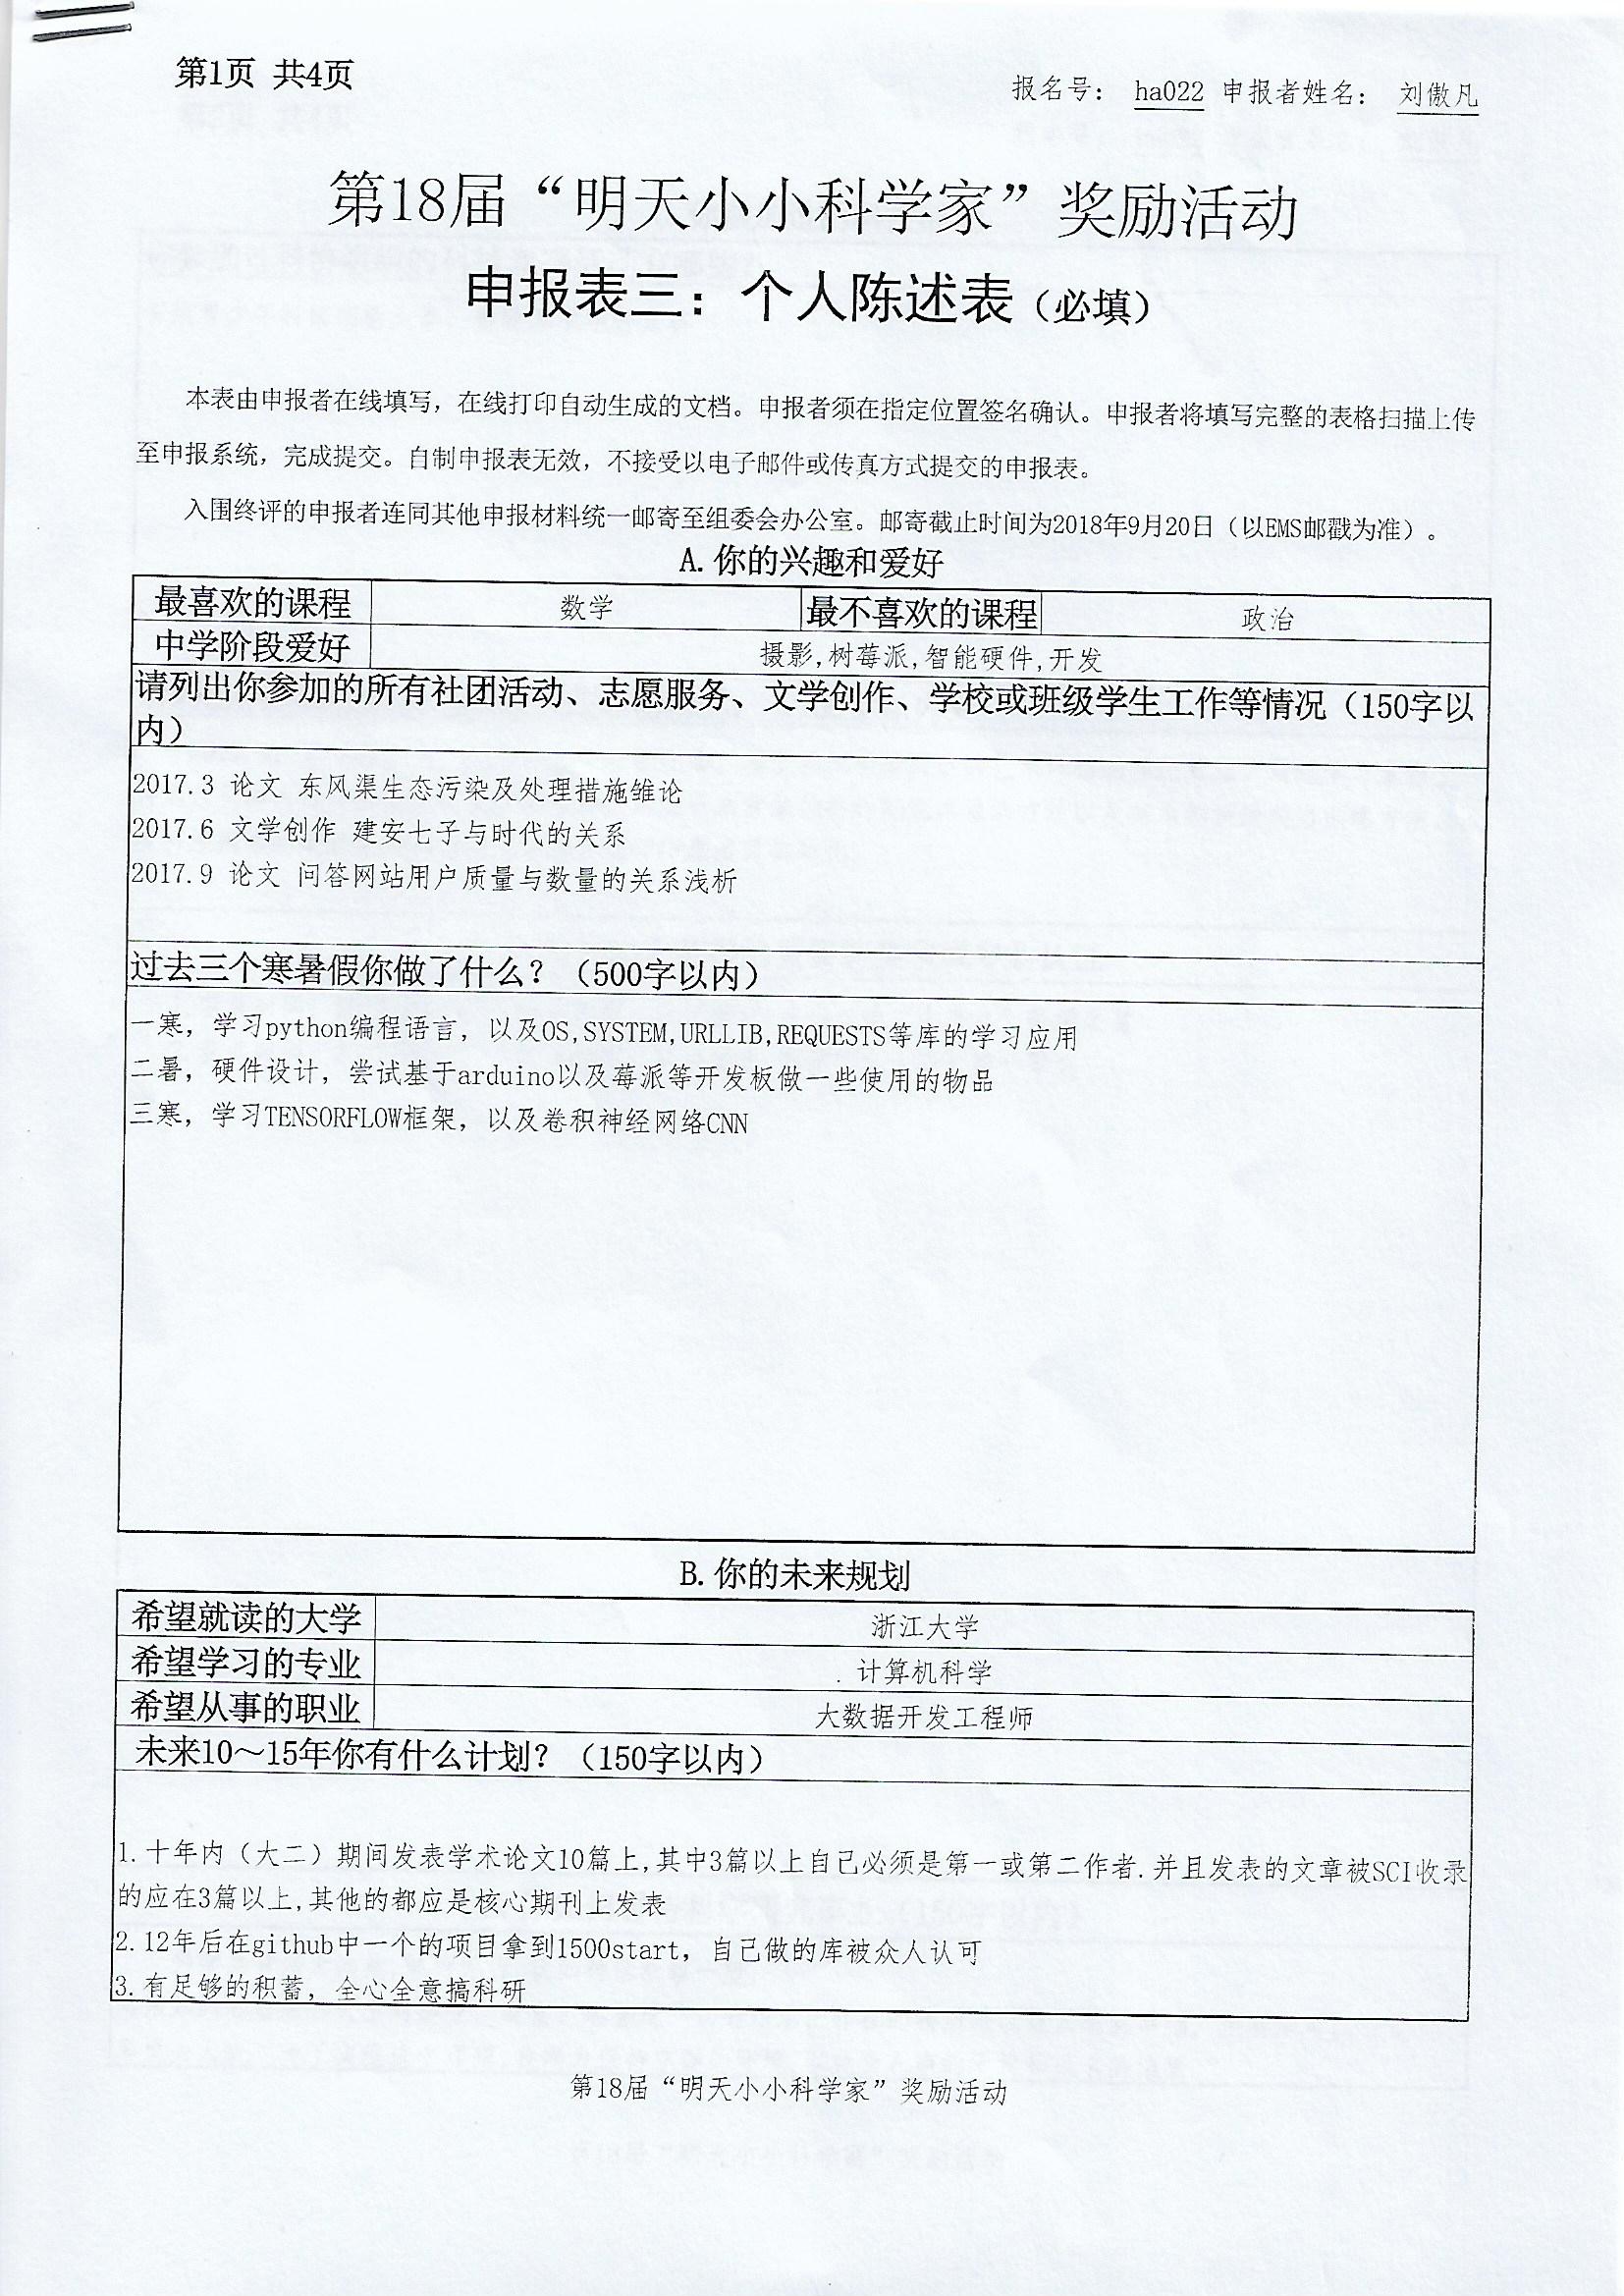 第1页 共4页
报名号： ha022 申报者姓名： 刘傲凡
第18届“明天小小科学家”奖励活动
申报表三：个人陈述表（必填）
本表由申报者在线填写，在线打印自动生成的文档。申报者须在指定位置签名确认。申报者将填写完整的表格扫描上传
至申报系统，完成提交。自制申报表无效，不接受以电子邮件或传真方式提交的申报表。
入围终评的申报者连同其他申报材料统一邮寄至组委会办公室。邮寄截止时间为2018年9月20日（以EMS邮戳为准）。
A. 你的兴趣和爱好
最喜欢的课程 数学 最不喜欢的课程 政治
中学阶段爱好 摄影,树莓派,智能硬件,开发
请列出你参加的所有社团活动、志愿服务、文学创作、学校或班级学生工作等情况（150字以
内）
2017.3 论文 东风渠生态污染及处理措施雏论
2017.6 文学创作 建安七子与时代的关系
2017.9 论文 问答网站用户质量与数量的关系浅析
过去三个寒暑假你做了什么？（500字以内）
一寒，学习python编程语言，以及OS,SYSTEM,URLLIB,REQUESTS等库的学习应用
二暑，硬件设计，尝试基于arduino以及莓派等开发板做一些使用的物品
三寒，学习TENSORFLOW框架，以及卷积神经网络CNN
B. 你的未来规划
希望就读的大学 浙江大学
希望学习的专业 计算机科学
希望从事的职业 大数据开发工程师
未来10～15年你有什么计划？（150字以内）
1.十年内（大二）期间发表学术论文10篇上,其中3篇以上自己必须是第一或第二作者.并且发表的文章被SCI收录
的应在3篇以上,其他的都应是核心期刊上发表
2.12年后在github中一个的项目拿到1500start，自己做的库被众人认可
3.有足够的积蓄，全心全意搞科研
第18届“明天小小科学家”奖励活动